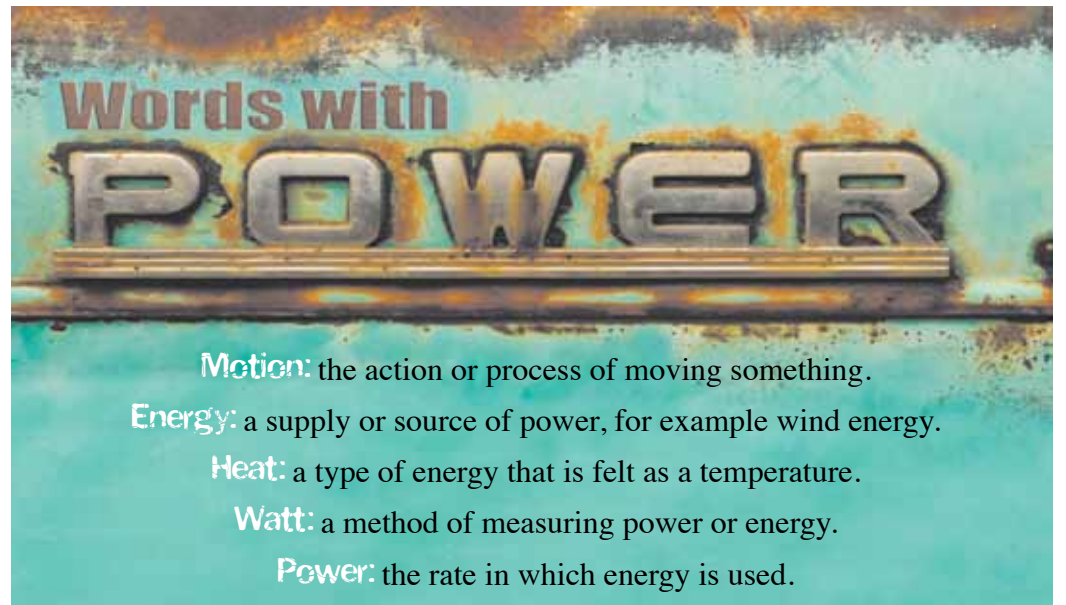 Words with
POWER
Motion: the action or process of moving something.
Energy: a supply or source of power, for example wind energy.
Heat: a type of energy that is felt as a temperature.
Watt: a method of measuring power or energy.
Power: the rate in which energy is used.